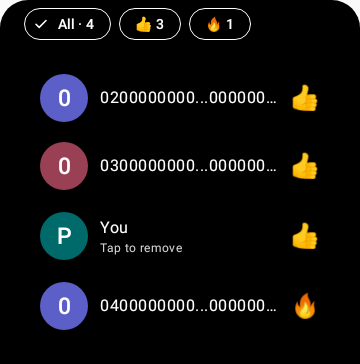 All · 4 👍 3 🔥 1
0 0200000000...000000... 👍
0 0300000000...000000... 👍
P You 👍
Tap to remove
0 0400000000...000000... 🔥